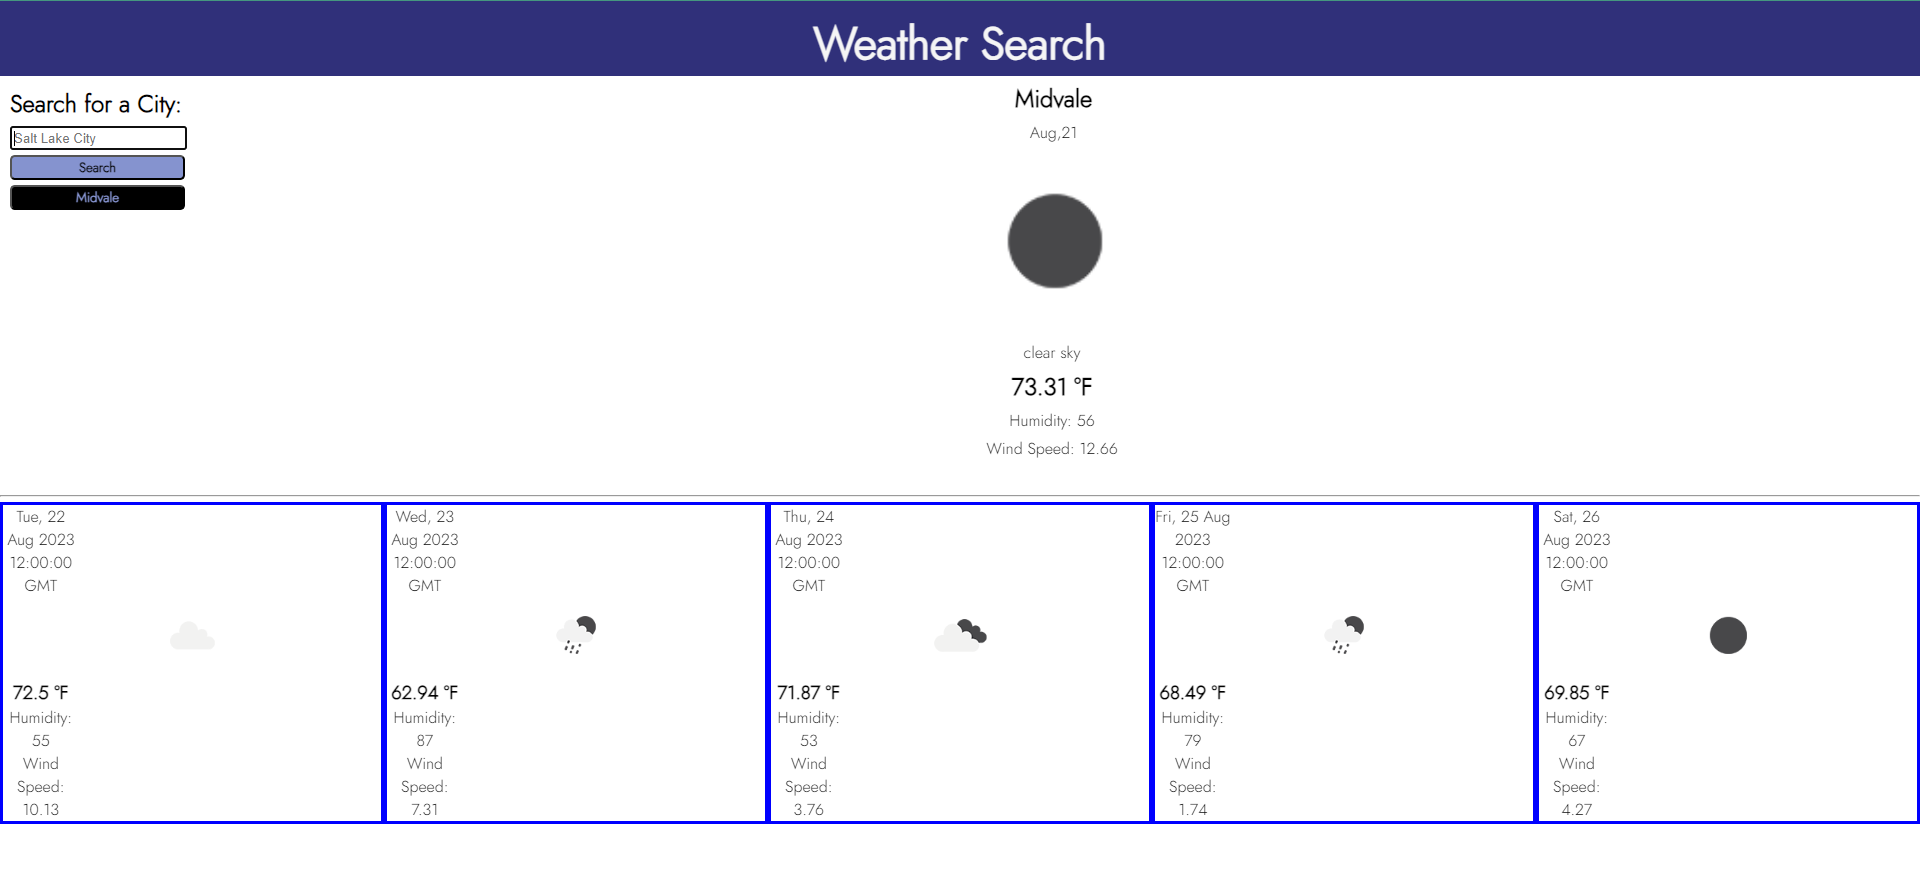 Weather Search
Search for a City:
Salt Lake City
Search
Midvale
Midvale
Aug,21
clear sky
73.31 °F
Humidity: 56
Wind Speed: 12.66
Tue, 22
Aug 2023
12:00:00
GMT
72.5 °F
Humidity:
55
Wind
Speed:
10.13
Wed, 23
Aug 2023
12:00:00
GMT
62.94 °F
Humidity:
87
Wind
Speed:
7.31
Thu, 24
Aug 2023
12:00:00
GMT
71.87 °F
Humidity:
53
Wind
Speed:
3.76
Fri, 25 Aug
2023
12:00:00
GMT
68.49 °F
Humidity:
79
Wind
Speed:
1.74
Sat, 26
Aug 2023
12:00:00
GMT
69.85 °F
Humidity:
67
Wind
Speed:
4.27